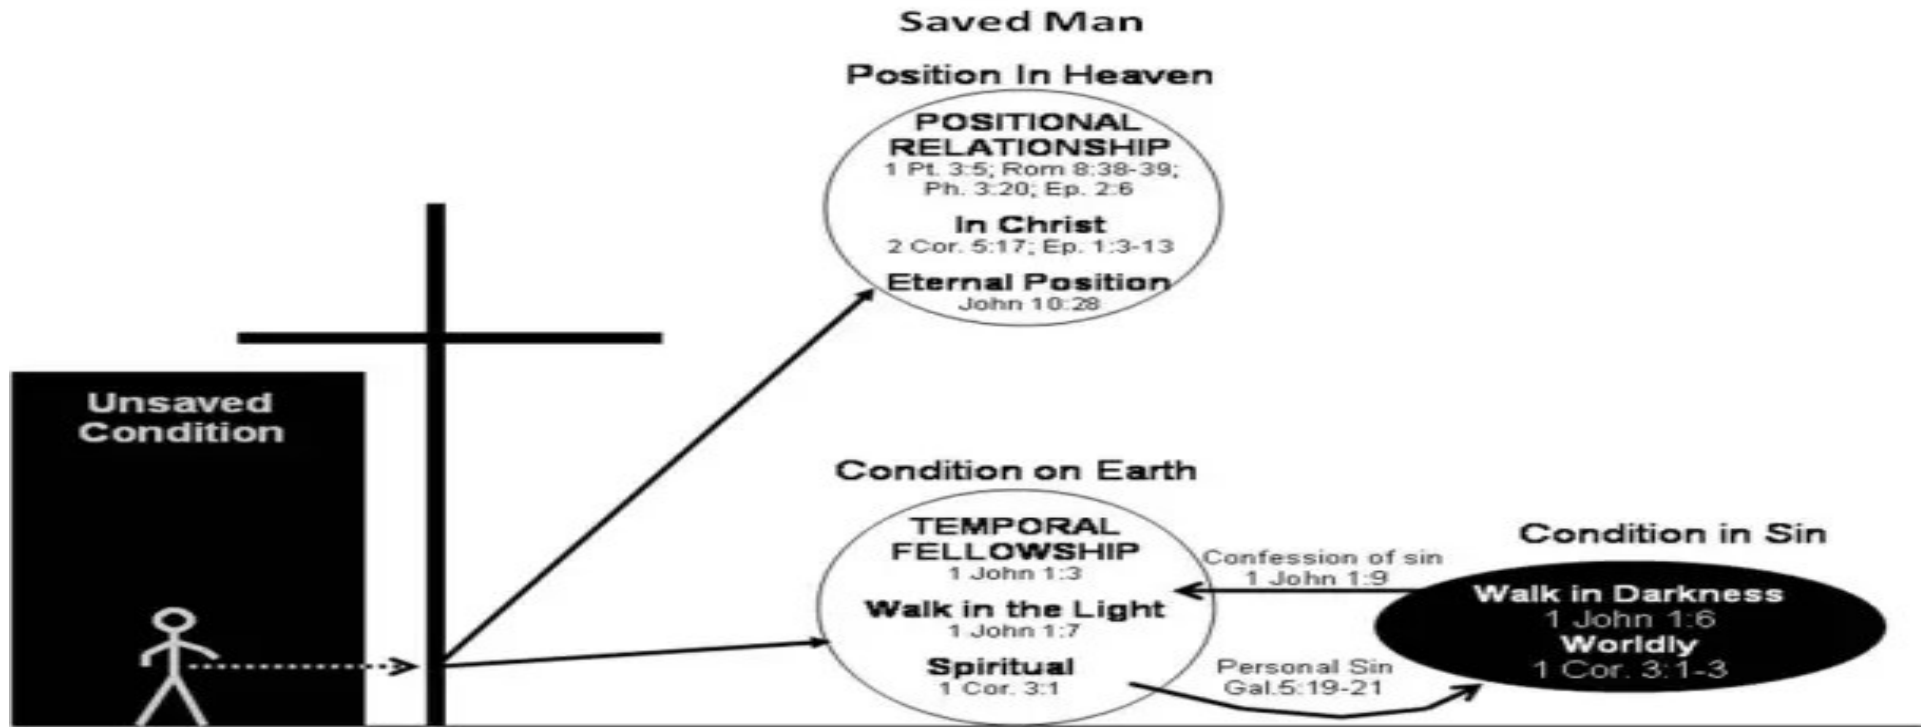 Saved Man
Position In Heaven
POSITIONAL
RELATIONSHIP
1 Pt. 3:5; Rom 8:38-39;
Ph. 3:20; Ep. 2:6
In Christ
2 Cor. 5:17; Ep. 1:3-13
Eternal Position
John 10:28
Unsaved
Condition
Condition on Earth
TEMPORAL
FELLOWSHIP
1 John 1:3
Walk in the Light
1 John 1:7
Spiritual
1 Cor. 3:1
Confession of sin
1 John 1:9
Personal Sin
Gal.5:19-21
Condition in Sin
Walk in Darkness
1 John 1:6
Worldly
1 Cor. 3:1-3